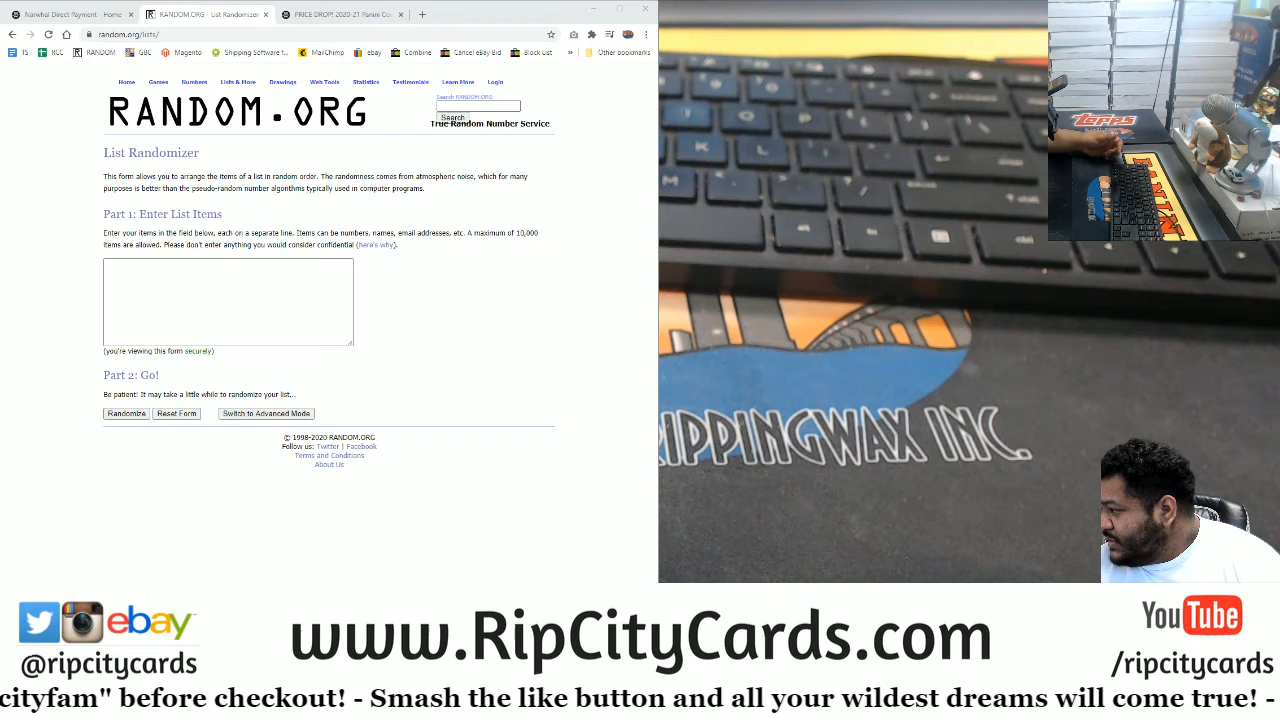 Narwhal Direct Payment - Home
RANDOM.ORG - List Randomizer
PRICE DROP! 2020-21 Panini Co
random.org/lists/
TS RCC RANDOM GBC Magento Shipping Software f... MailChimp ebay Combine Cancel eBay Bid Block List » Other bookmarks
Home Games Numbers Lists & More Drawings Web Tools Statistics Testimonials Learn More Login
RANDOM.ORG
Search RANDOM.ORG
Search
True Random Number Service
List Randomizer
This form allows you to arrange the items of a list in random order. The randomness comes from atmospheric noise, which for many
purposes is better than the pseudo-random number algorithms typically used in computer programs.
Part 1: Enter List Items
Enter your items in the field below, each on a separate line. Items can be numbers, names, email addresses, etc. A maximum of 10,000
items are allowed. Please don't enter anything you would consider confidential (here's why).
(you're viewing this form securely)
Part 2: Go!
Be patient! It may take a little while to randomize your list...
Randomize Reset Form Switch to Advanced Mode
© 1998-2020 RANDOM.ORG
Follow us: Twitter | Facebook
Terms and Conditions
About Us
Topps
PANINI
RIPPINGWAX INC.
ebay
@ripcitycards
www.RipCityCards.com
YouTube
/ripcitycards
cityfam" before checkout! - Smash the like button and all your wildest dreams will come true! -